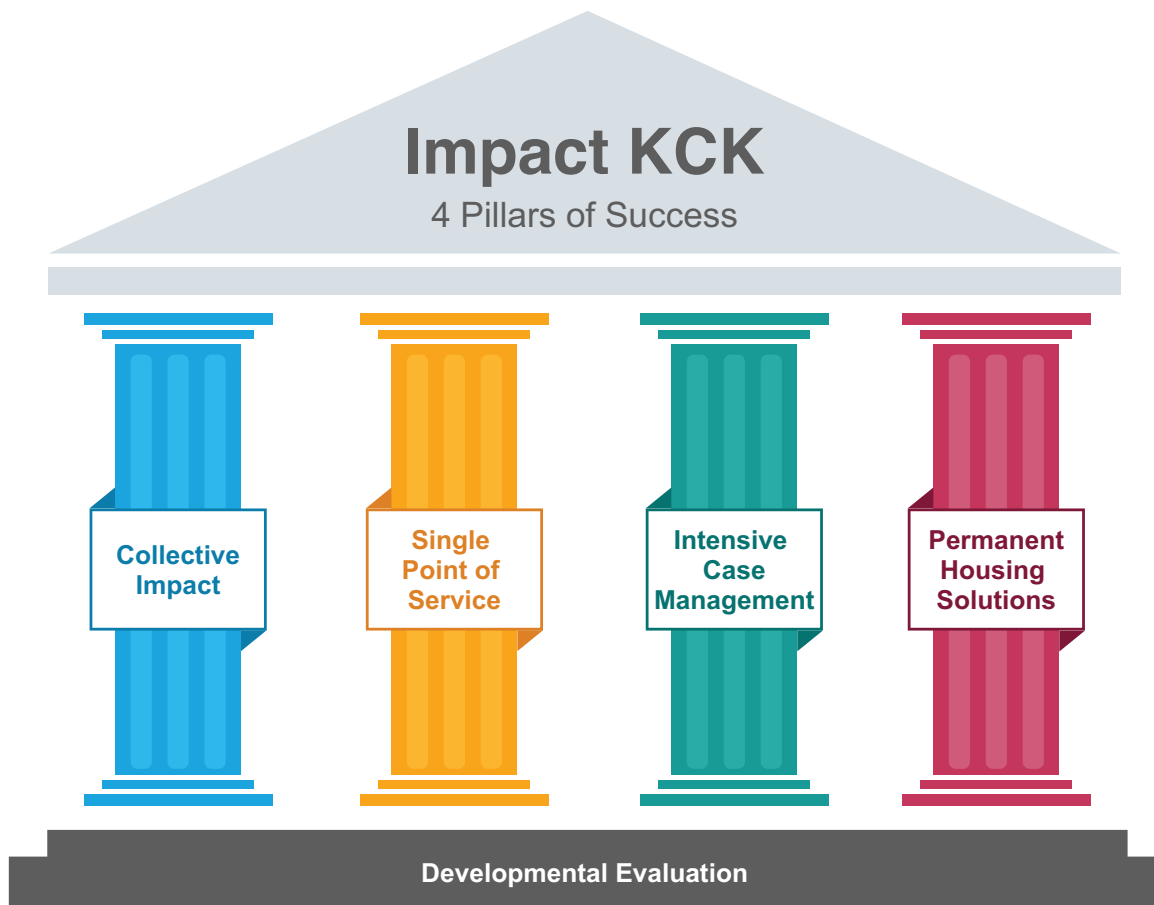 Impact KCK
4 Pillars of Success
Collective
Impact
Single
Point of
Service
Intensive
Case
Management
Permanent
Housing
Solutions
Developmental Evaluation